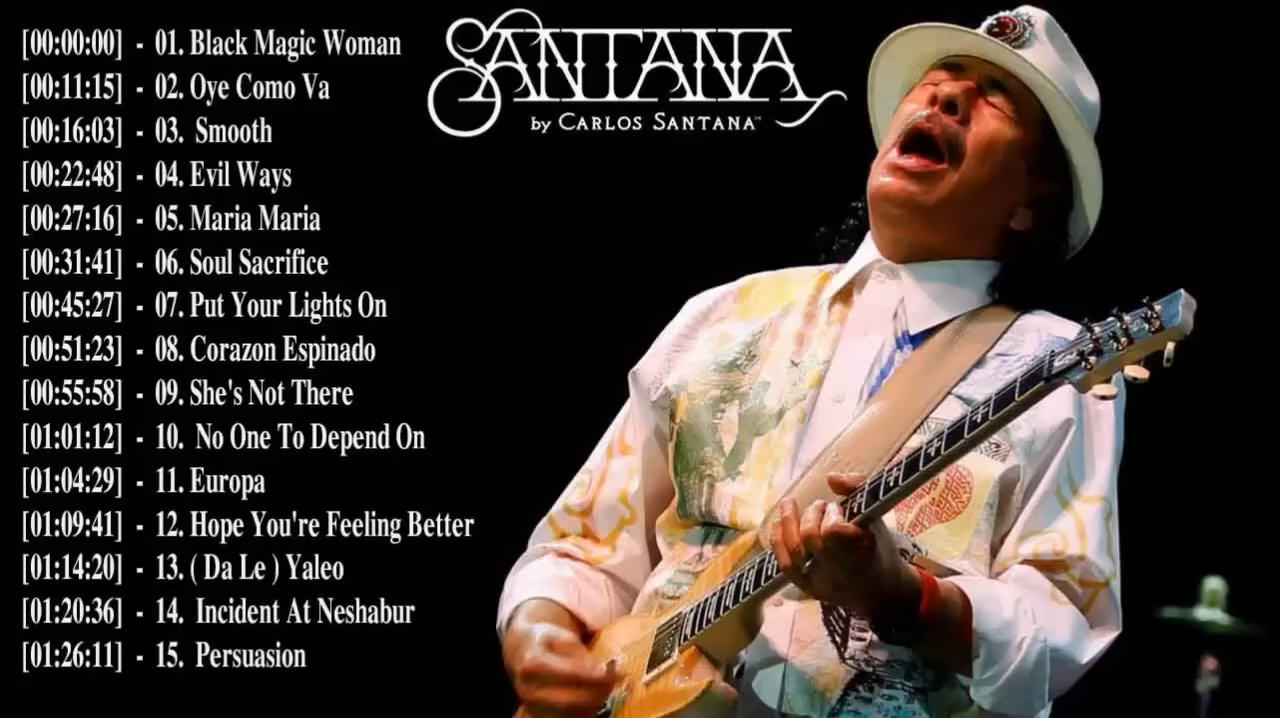 [00:00:00] - 01. Black Magic Woman
[00:11:15] - 02. Oye Como Va
[00:16:03] - 03. Smooth
[00:22:48] - 04. Evil Ways
[00:27:16] - 05. Maria Maria
[00:31:41] - 06. Soul Sacrifice
[00:45:27] - 07. Put Your Lights On
[00:51:23] - 08. Corazon Espinado
[00:55:58] - 09. She's Not There
[01:01:12] - 10. No One To Depend On
[01:04:29] - 11. Europa
[01:09:41] - 12. Hope You're Feeling Better
[01:14:20] - 13. ( Da Le ) Yaleo
[01:20:36] - 14. Incident At Neshabur
[01:26:11] - 15. Persuasion
SANTANA
by CARLOS SANTANA™